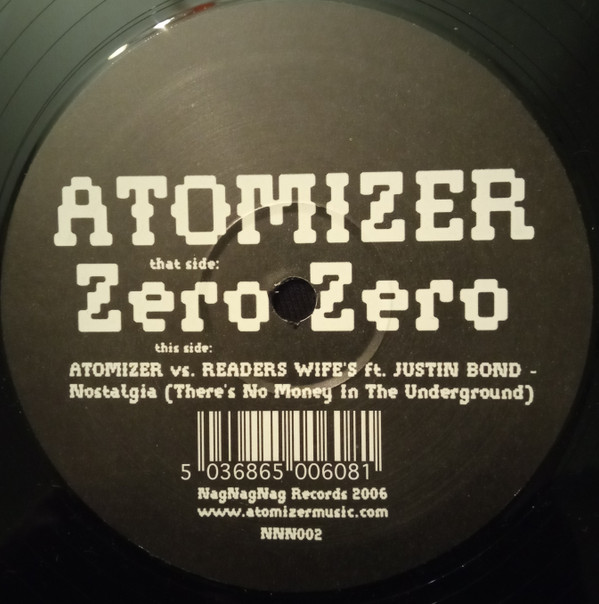 ATOMIZER
that side:
Zero Zero
this side:
ATOMIZER vs. READERS WIFE'S ft. JUSTIN BOND -
Nostalgia (There's No Money In The Underground)
5 036865 006081
NagNagNag Records 2006
www.atomizermusic.com
NNN002